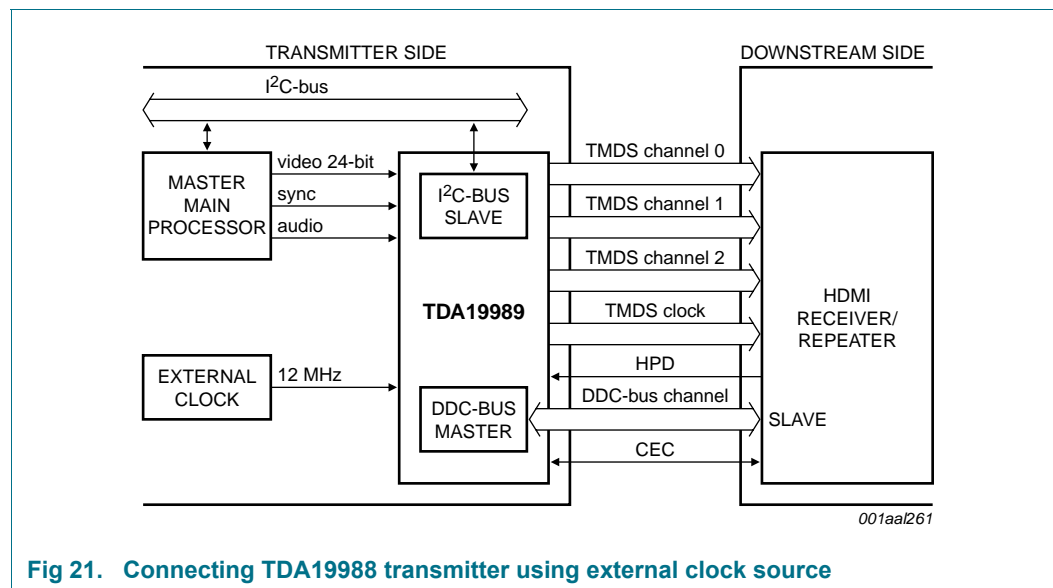 TRANSMITTER SIDE
DOWNSTREAM SIDE
I²C-bus
MASTER
MAIN
PROCESSOR
video 24-bit
sync
audio
I²C-BUS
SLAVE
TDA19989
EXTERNAL
CLOCK
12 MHz
DDC-BUS
MASTER
TMDS channel 0
TMDS channel 1
TMDS channel 2
TMDS clock
HPD
DDC-bus channel
CEC
HDMI
RECEIVER/
REPEATER
SLAVE
001aal261
Fig 21. Connecting TDA19988 transmitter using external clock source